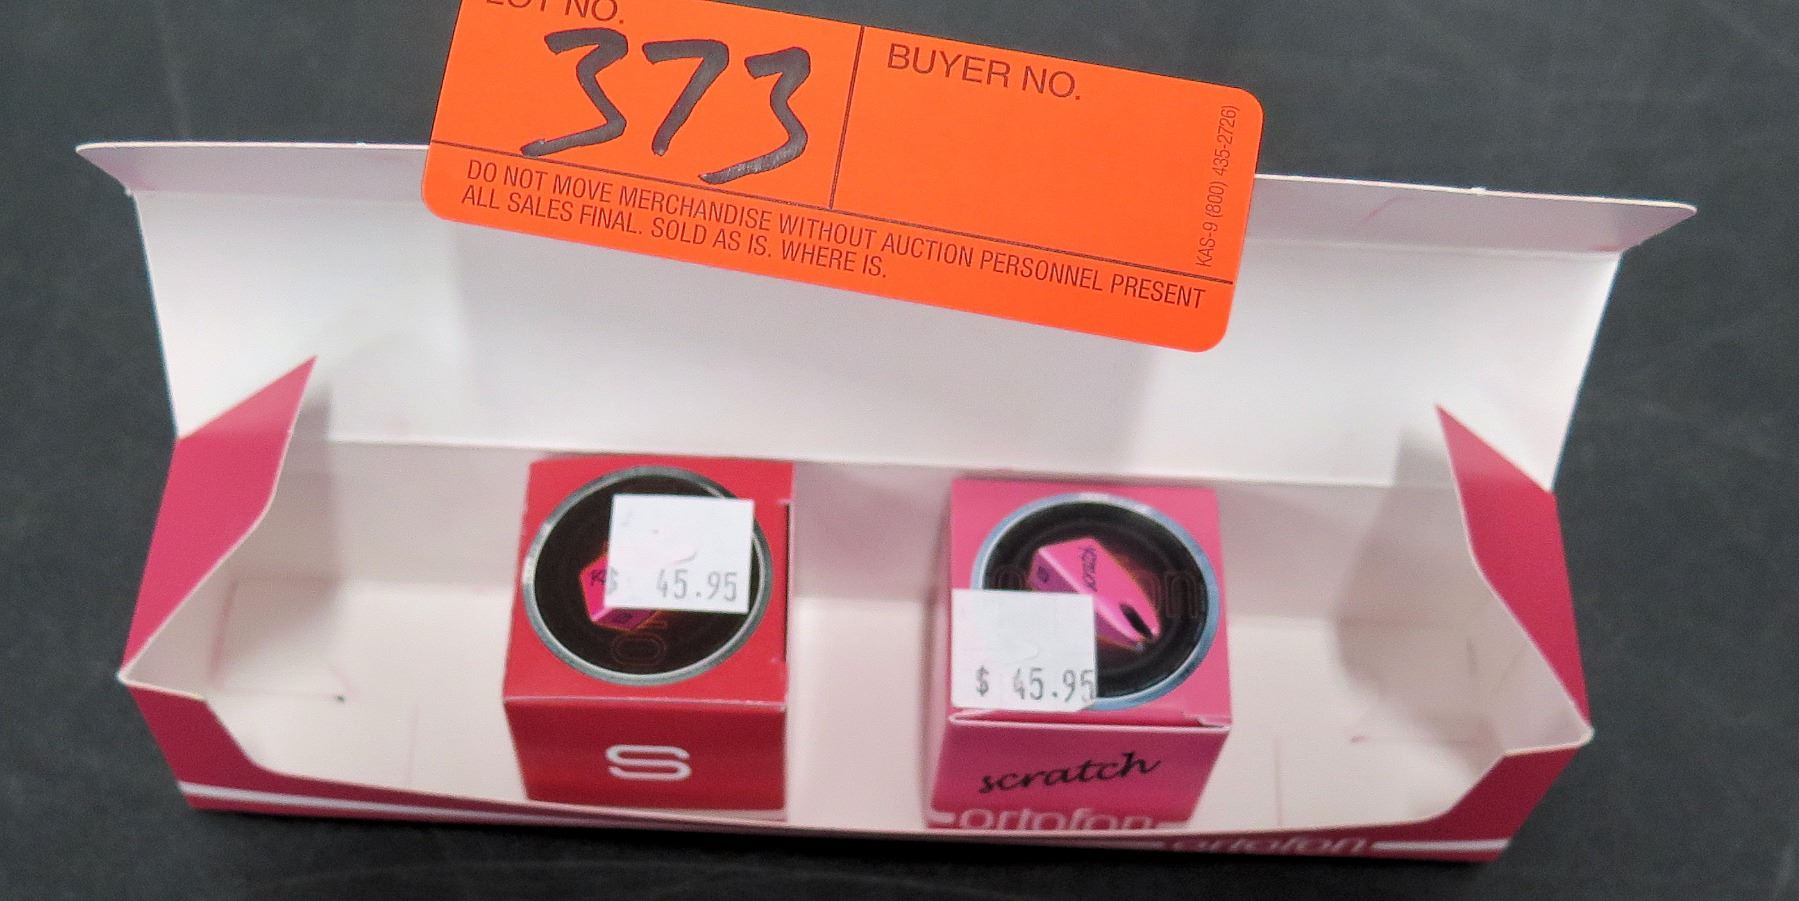 LOT NO.
373
BUYER NO.
KAS-9 (800) 435-2726)
DO NOT MOVE MERCHANDISE WITHOUT AUCTION PERSONNEL PRESENT
ALL SALES FINAL. SOLD AS IS. WHERE IS.
$ 45.95
$ 45.95
S
scratch
ortofon
ortofon